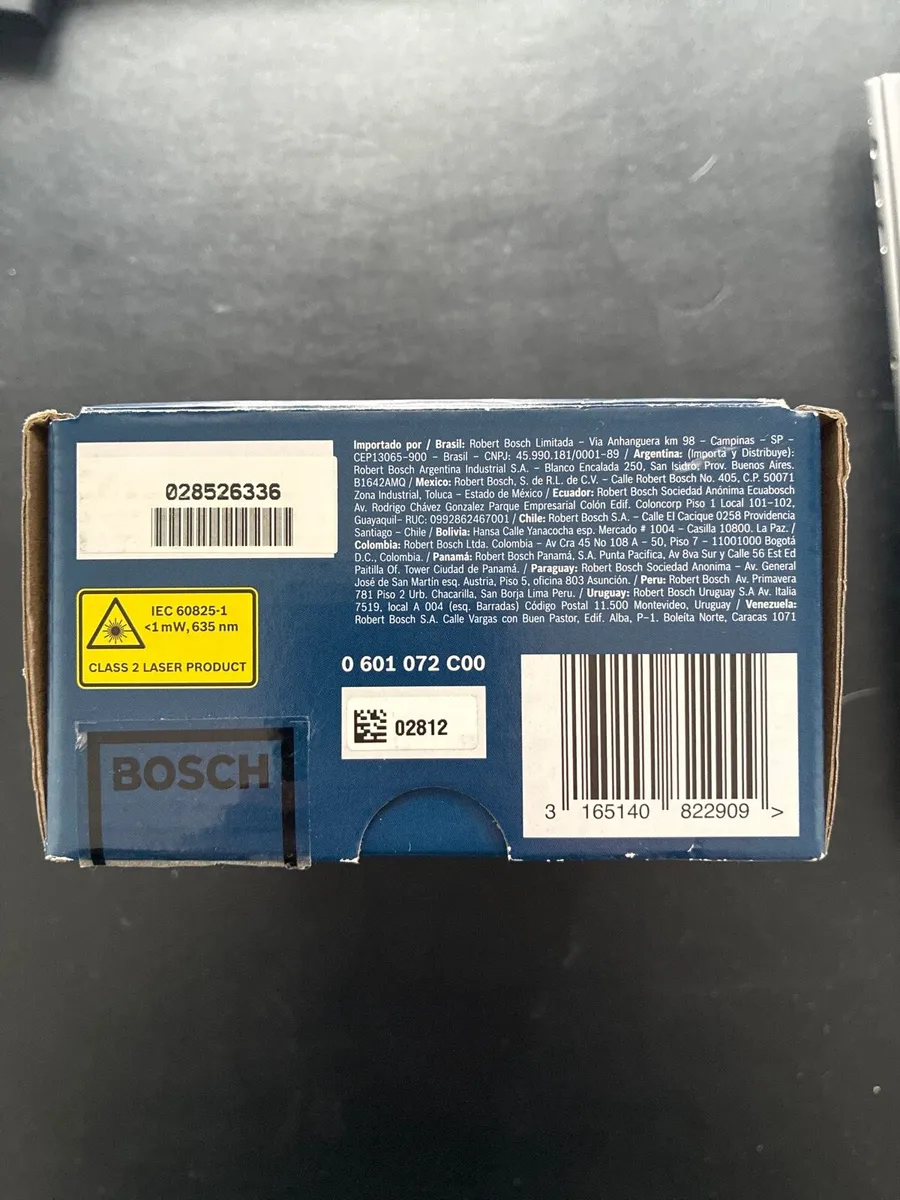 028526336
Importado por / Brasil: Robert Bosch Limitada – Via Anhanguera km 98 – Campinas – SP –
CEP13065-900 – Brasil – CNPJ: 45.990.181/0001-89 / Argentina: (Importa y Distribuye):
Robert Bosch Argentina Industrial S.A. – Blanco Encalada 250, San Isidro, Prov. Buenos Aires.
B1642AMQ / Mexico: Robert Bosch, S. de R.L. de C.V. – Calle Robert Bosch No. 405, C.P. 50071
Zona Industrial, Toluca – Estado de México / Ecuador: Robert Bosch Sociedad Anónima Ecuabosch
Av. Rodrigo Chávez Gonzalez Parque Empresarial Colón Edif. Coloncorp Piso 1 Local 101-102,
Guayaquil- RUC: 0992862467001 / Chile: Robert Bosch S.A. – Calle El Cacique 0258 Providencia
Santiago – Chile / Bolivia: Hansa Calle Yanacocha esp. Mercado # 1004 – Casilla 10800. La Paz. /
Colombia: Robert Bosch Ltda. Colombia – Av Cra 45 No 108 A – 50, Piso 7 – 11001000 Bogotá
D.C., Colombia. / Panamá: Robert Bosch Panamá, S.A. Punta Pacifica, Av 8va Sur y Calle 56 Est Ed
Paitilla Of. Tower Ciudad de Panamá. / Paraguay: Robert Bosch Sociedad Anonima – Av. General
José de San Martín esq. Austria, Piso 5, oficina 803 Asunción. / Peru: Robert Bosch Av. Primavera
781 Piso 2 Urb. Chacarilla, San Borja Lima Peru. / Uruguay: Robert Bosch Uruguay S.A Av. Italia
7519, local A 004 (esq. Barradas) Código Postal 11.500 Montevideo, Uruguay / Venezuela:
Robert Bosch S.A. Calle Vargas con Buen Pastor, Edif. Alba, P-1. Boleíta Norte, Caracas 1071
IEC 60825-1
<1 mW, 635 nm
CLASS 2 LASER PRODUCT
0 601 072 C00
02812
BOSCH
3 165140 822909 >